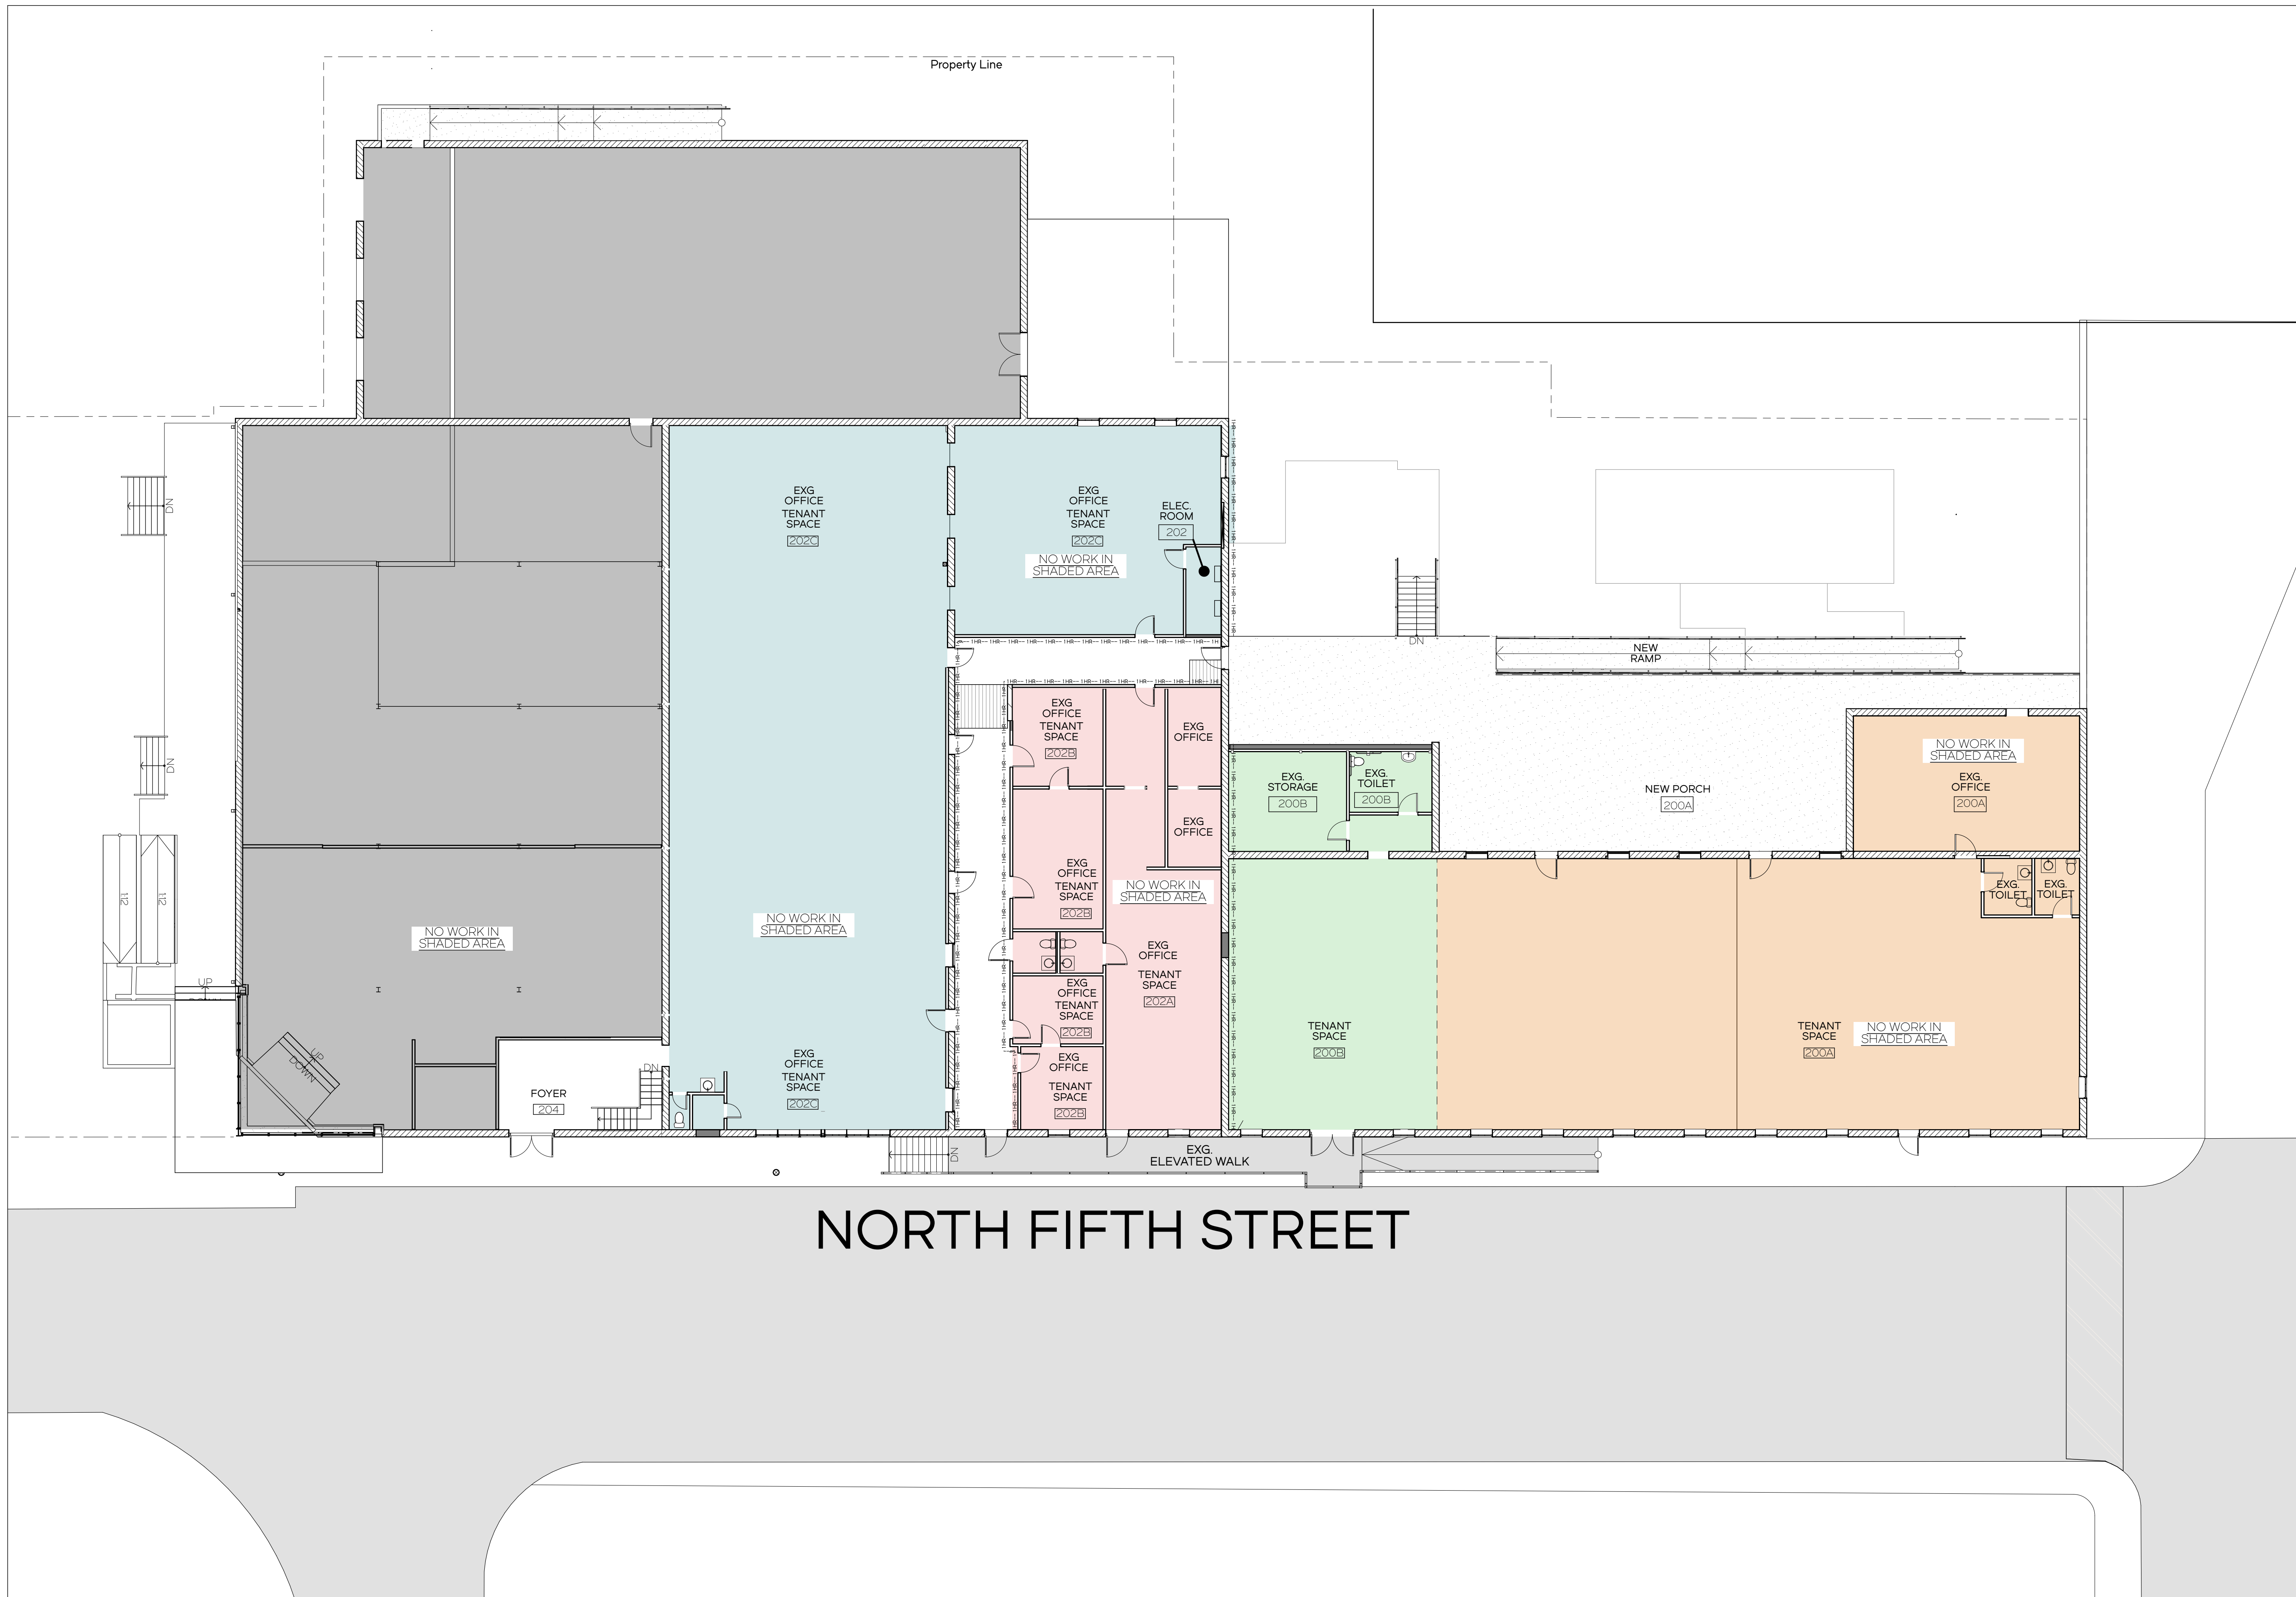 Property Line
EXG
OFFICE
TENANT
SPACE
202C
EXG
OFFICE
TENANT
SPACE
202C
NO WORK IN
SHADED AREA
ELEC.
ROOM
202
DN
DN
DN
NEW
RAMP
EXG
OFFICE
TENANT
SPACE
202B
EXG
OFFICE
EXG
OFFICE
EXG.
STORAGE
200B
EXG.
TOILET
200B
NEW PORCH
200A
NO WORK IN
SHADED AREA
EXG.
OFFICE
200A
1:12
1:12
EXG
OFFICE
TENANT
SPACE
202B
NO WORK IN
SHADED AREA
EXG.
TOILET
EXG.
TOILET
NO WORK IN
SHADED AREA
NO WORK IN
SHADED AREA
EXG
OFFICE
TENANT
SPACE
202A
UP
DOWN
EXG
OFFICE
TENANT
SPACE
202B
TENANT
SPACE
200B
TENANT
SPACE
200A
NO WORK IN
SHADED AREA
UP
DOWN
FOYER
204
DN
EXG
OFFICE
TENANT
SPACE
202C
EXG
OFFICE
TENANT
SPACE
202B
DN
EXG.
ELEVATED WALK
NORTH FIFTH STREET